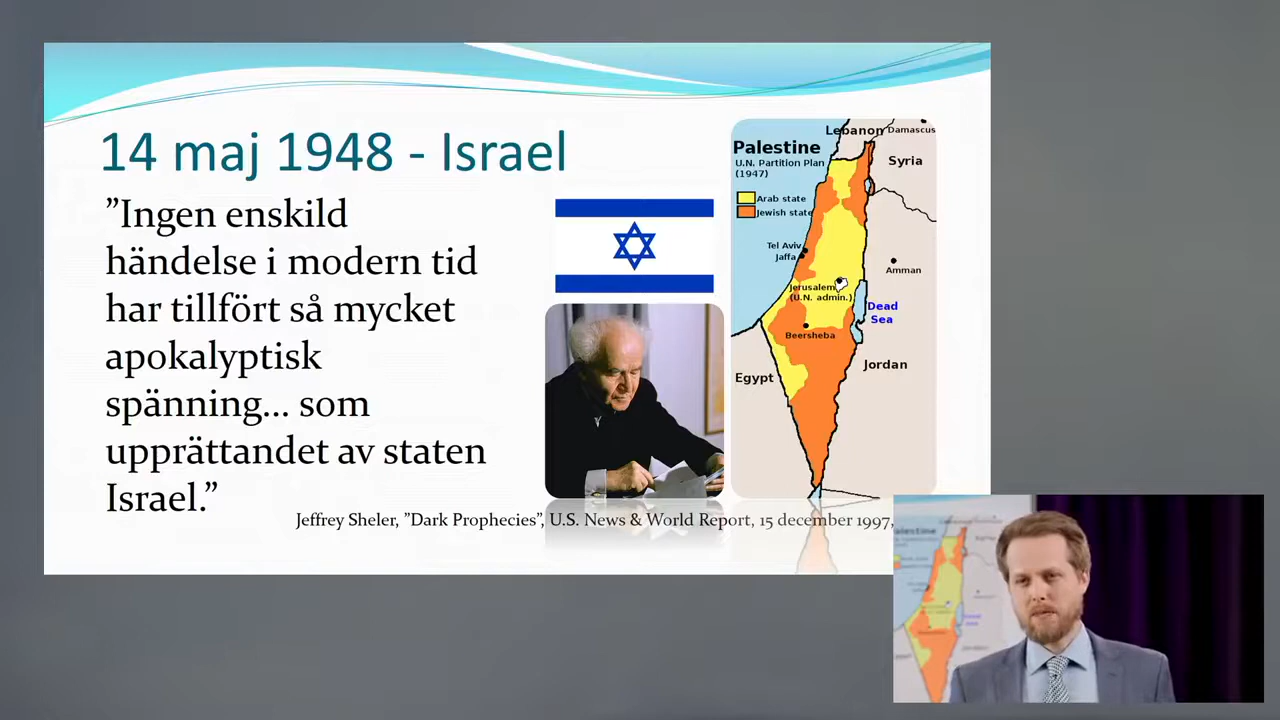 14 maj 1948 - Israel
”Ingen enskild
händelse i modern tid
har tillfört så mycket
apokalyptisk
spänning... som
upprättandet av staten
Israel.”
Jeffrey Sheler, ”Dark Prophecies”, U.S. News & World Report, 15 december 1997,
Palestine
U.N. Partition Plan
(1947)
Arab state
Jewish state
Lebanon
Damascus
Syria
Tel Aviv
Jaffa
Amman
Jerusalem
(U.N. admin.)
Dead
Sea
Beersheba
Egypt
Jordan